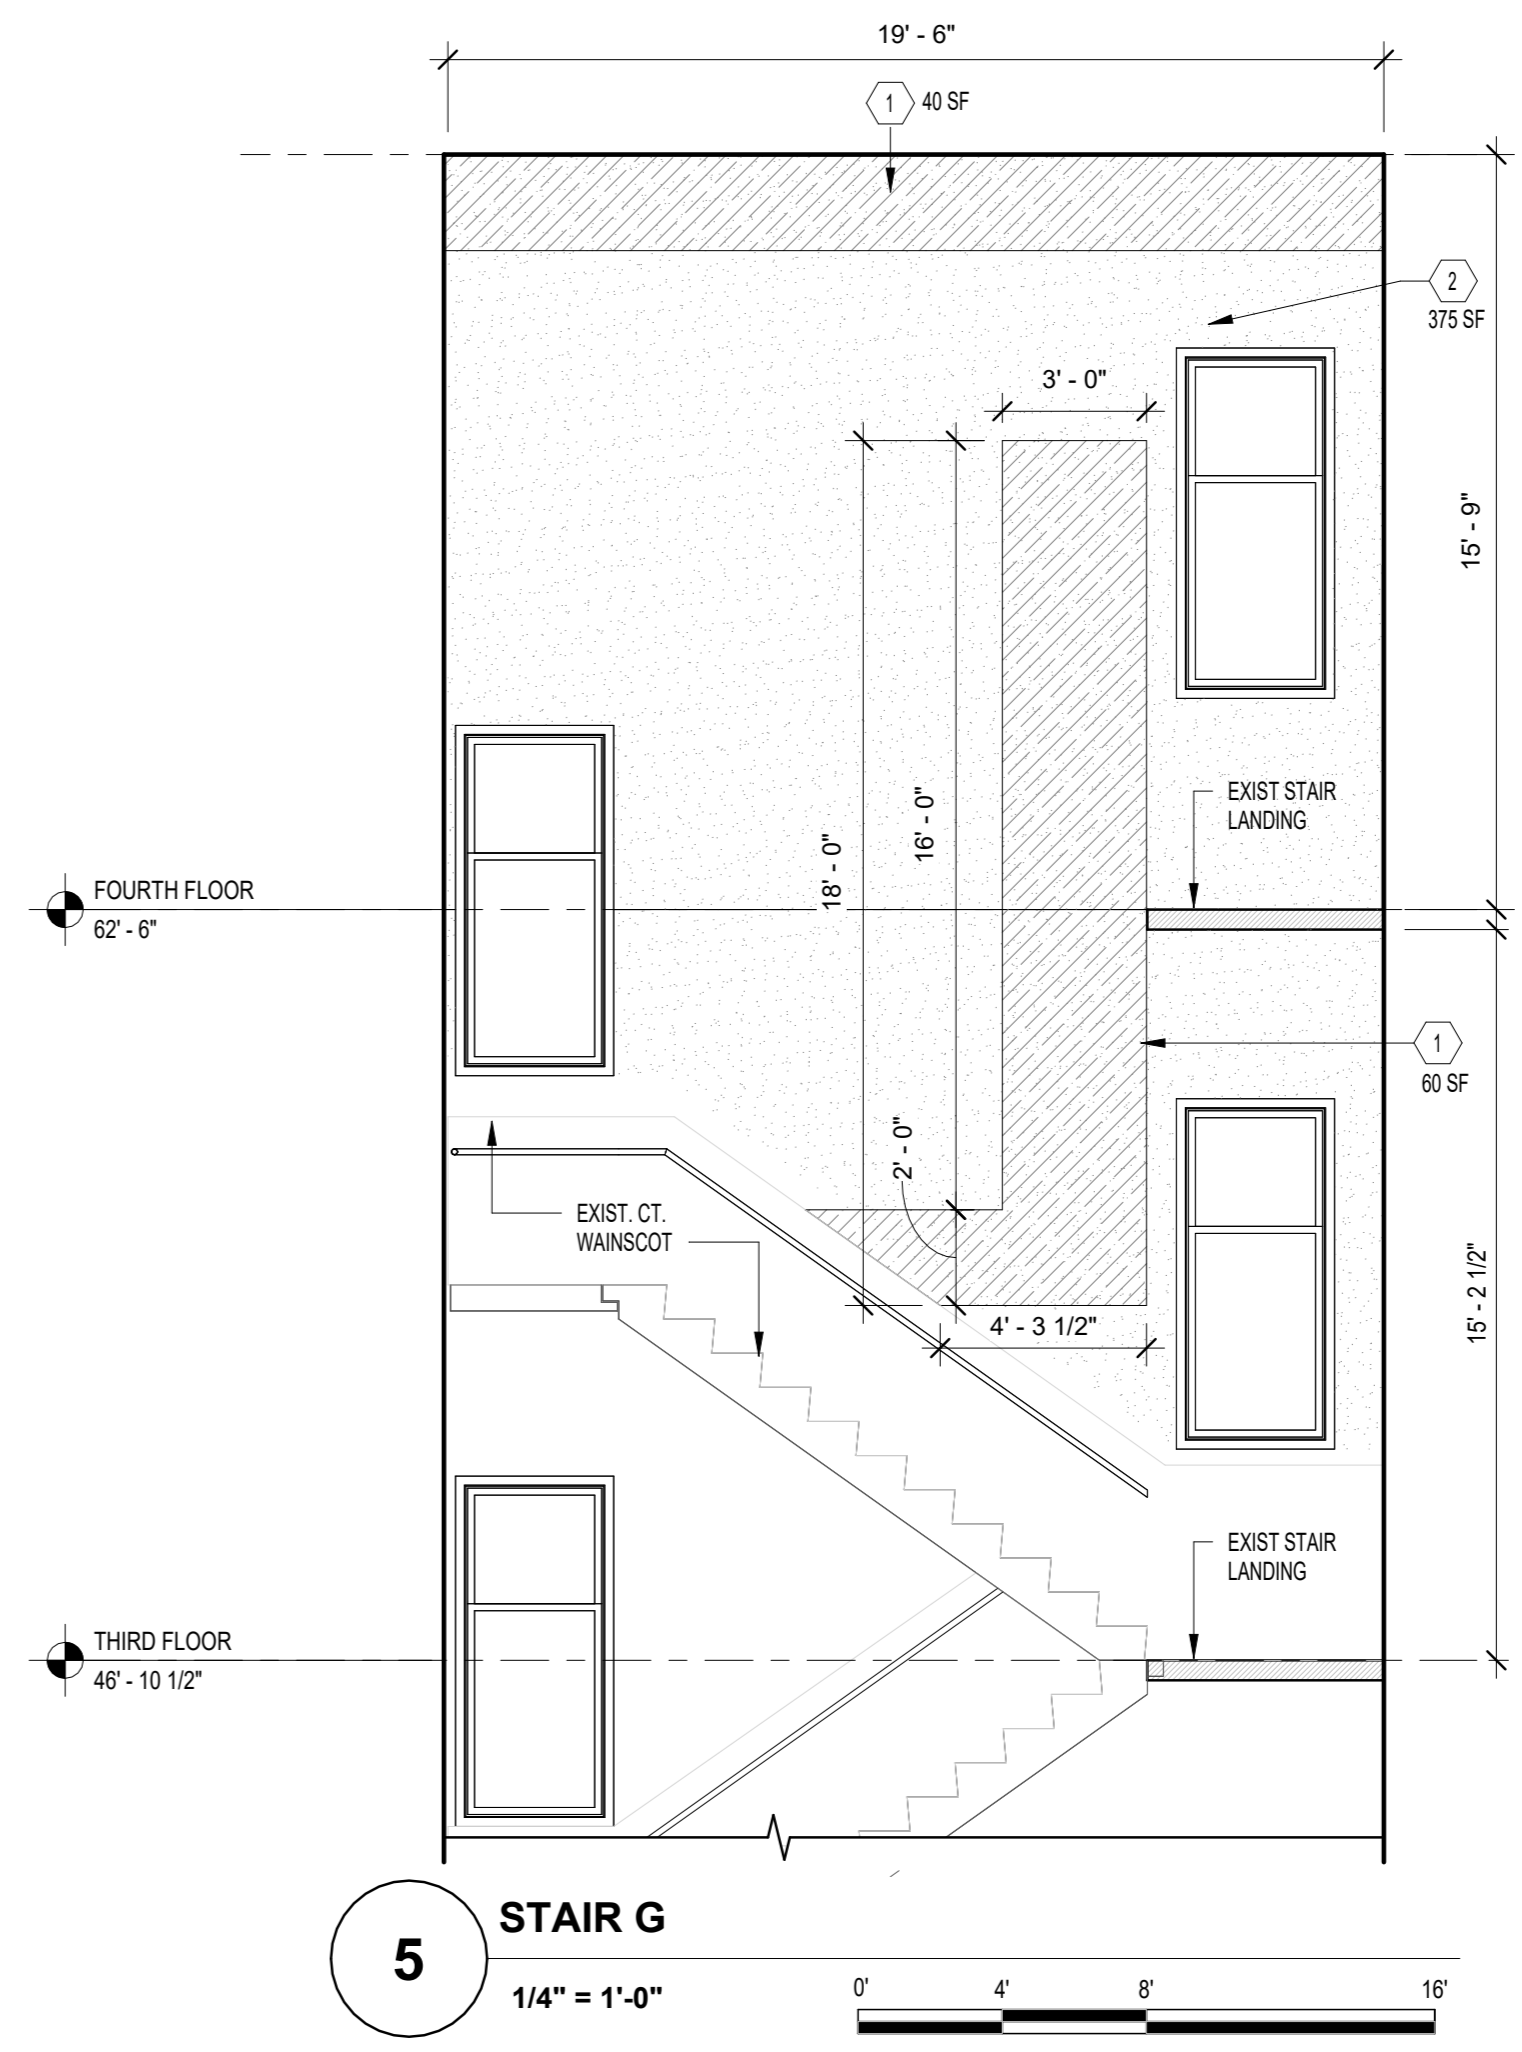 19' - 6"
1 40 SF
2
375 SF
3' - 0"
15' - 9"
16' - 0"
18' - 0"
EXIST STAIR
LANDING
FOURTH FLOOR
62' - 6"
1
60 SF
2' - 0"
EXIST. CT.
WAINSCOT
4' - 3 1/2"
15' - 2 1/2"
EXIST STAIR
LANDING
THIRD FLOOR
46' - 10 1/2"
5
STAIR G
1/4" = 1'-0"
0' 4' 8' 16'